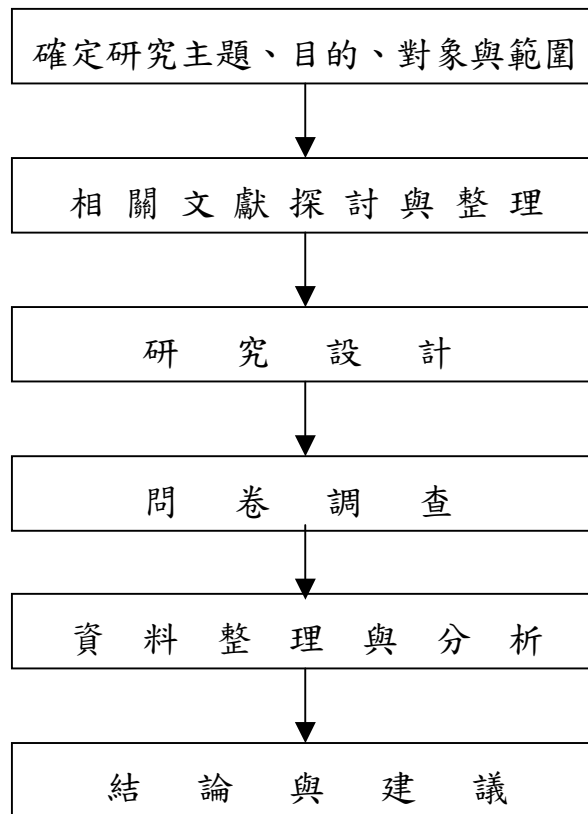 確定研究主題、目的、對象與範圍
相關文獻探討與整理
研究設計
問卷調查
資料整理與分析
結論與建議